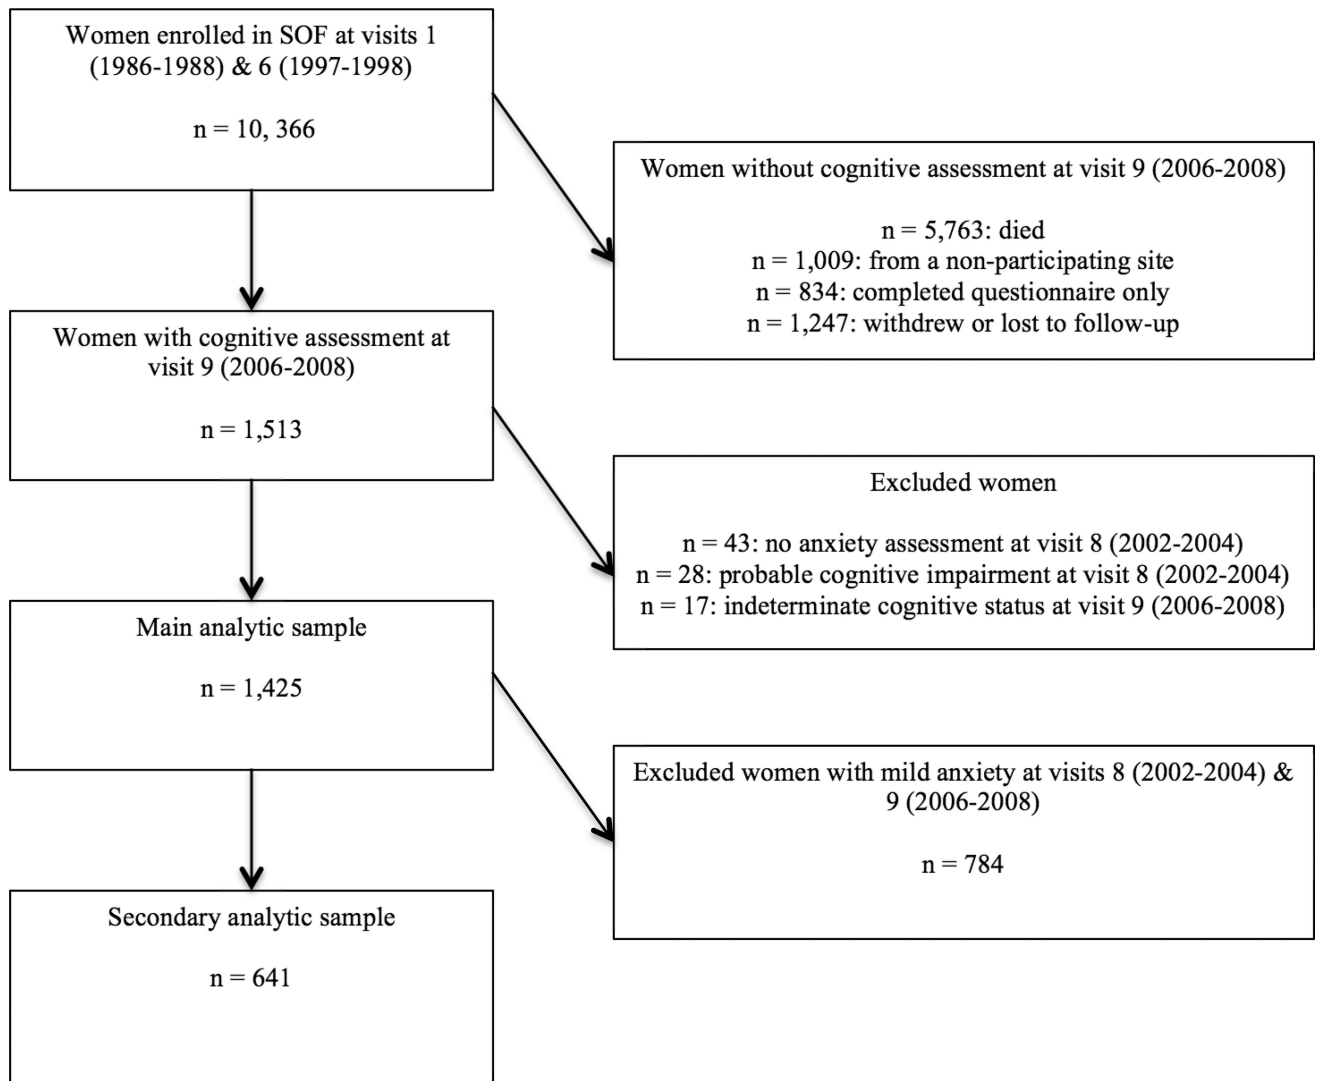 Women enrolled in SOF at visits 1
(1986-1988) & 6 (1997-1998)
n = 10, 366
Women without cognitive assessment at visit 9 (2006-2008)
n = 5,763: died
n = 1,009: from a non-participating site
n = 834: completed questionnaire only
n = 1,247: withdrew or lost to follow-up
Women with cognitive assessment at
visit 9 (2006-2008)
n = 1,513
Excluded women
n = 43: no anxiety assessment at visit 8 (2002-2004)
n = 28: probable cognitive impairment at visit 8 (2002-2004)
n = 17: indeterminate cognitive status at visit 9 (2006-2008)
Main analytic sample
n = 1,425
Excluded women with mild anxiety at visits 8 (2002-2004) &
9 (2006-2008)
n = 784
Secondary analytic sample
n = 641